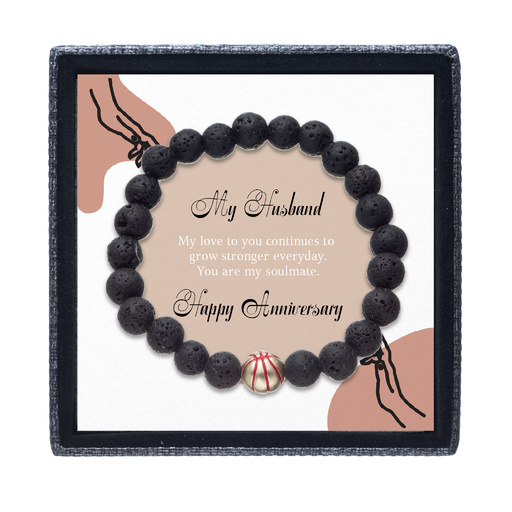 My Husband
My love to you continues to
grow stronger everyday.
You are my soulmate.
Happy Anniversary